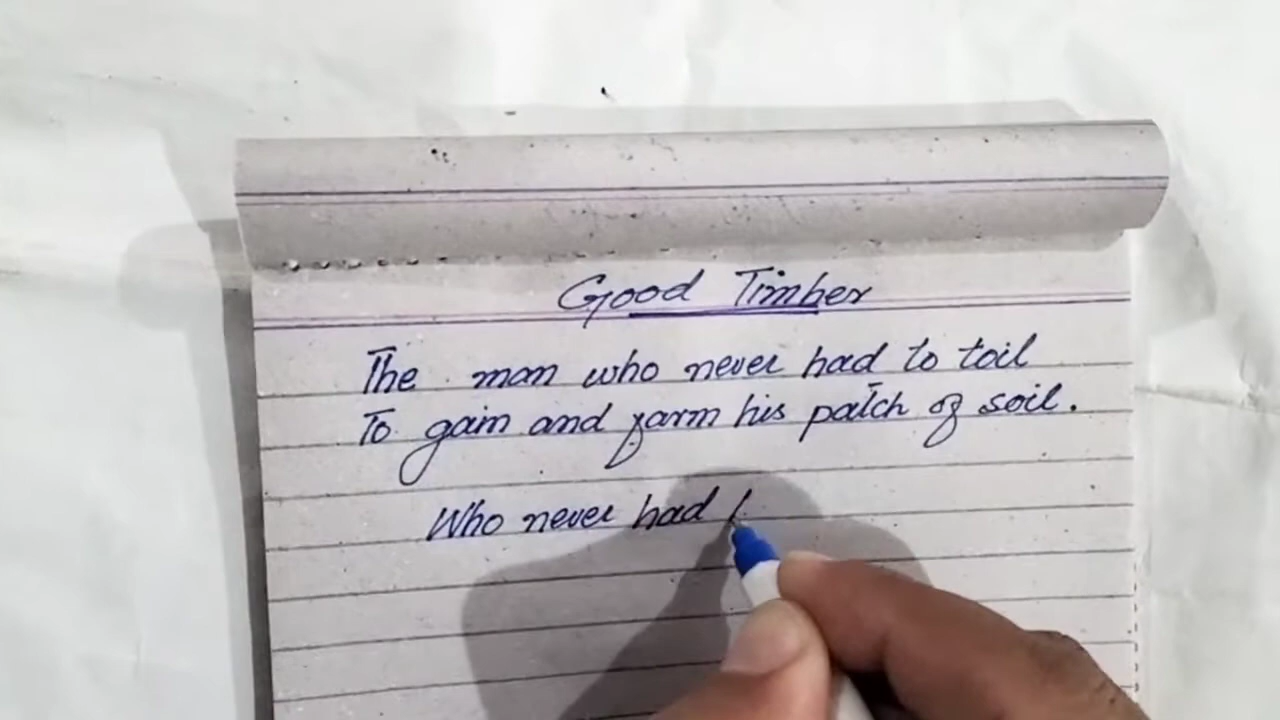 Good Timber
The man who never had to toil
To gain and farm his patch of soil.
Who never had